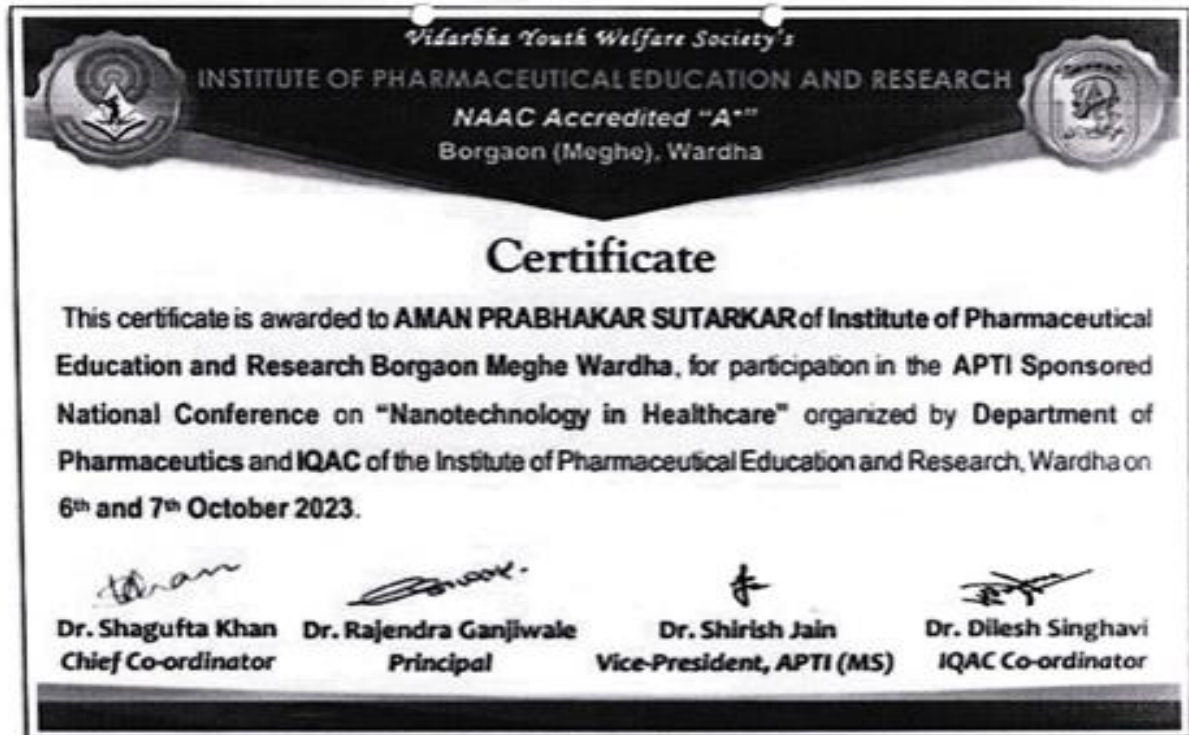 Vidarbha Youth Welfare Society's
INSTITUTE OF PHARMACEUTICAL EDUCATION AND RESEARCH
NAAC Accredited "A+"
Borgaon (Meghe), Wardha
Certificate
This certificate is awarded to AMAN PRABHAKAR SUTARKAR of Institute of Pharmaceutical
Education and Research Borgaon Meghe Wardha, for participation in the APTI Sponsored
National Conference on "Nanotechnology in Healthcare" organized by Department of
Pharmaceutics and IQAC of the Institute of Pharmaceutical Education and Research, Wardha on
6th and 7th October 2023.
Dr. Shagufta Khan Dr. Rajendra Ganjiwale Dr. Shirish Jain Dr. Dilesh Singhavi
Chief Co-ordinator Principal Vice-President, APTI (MS) IQAC Co-ordinator